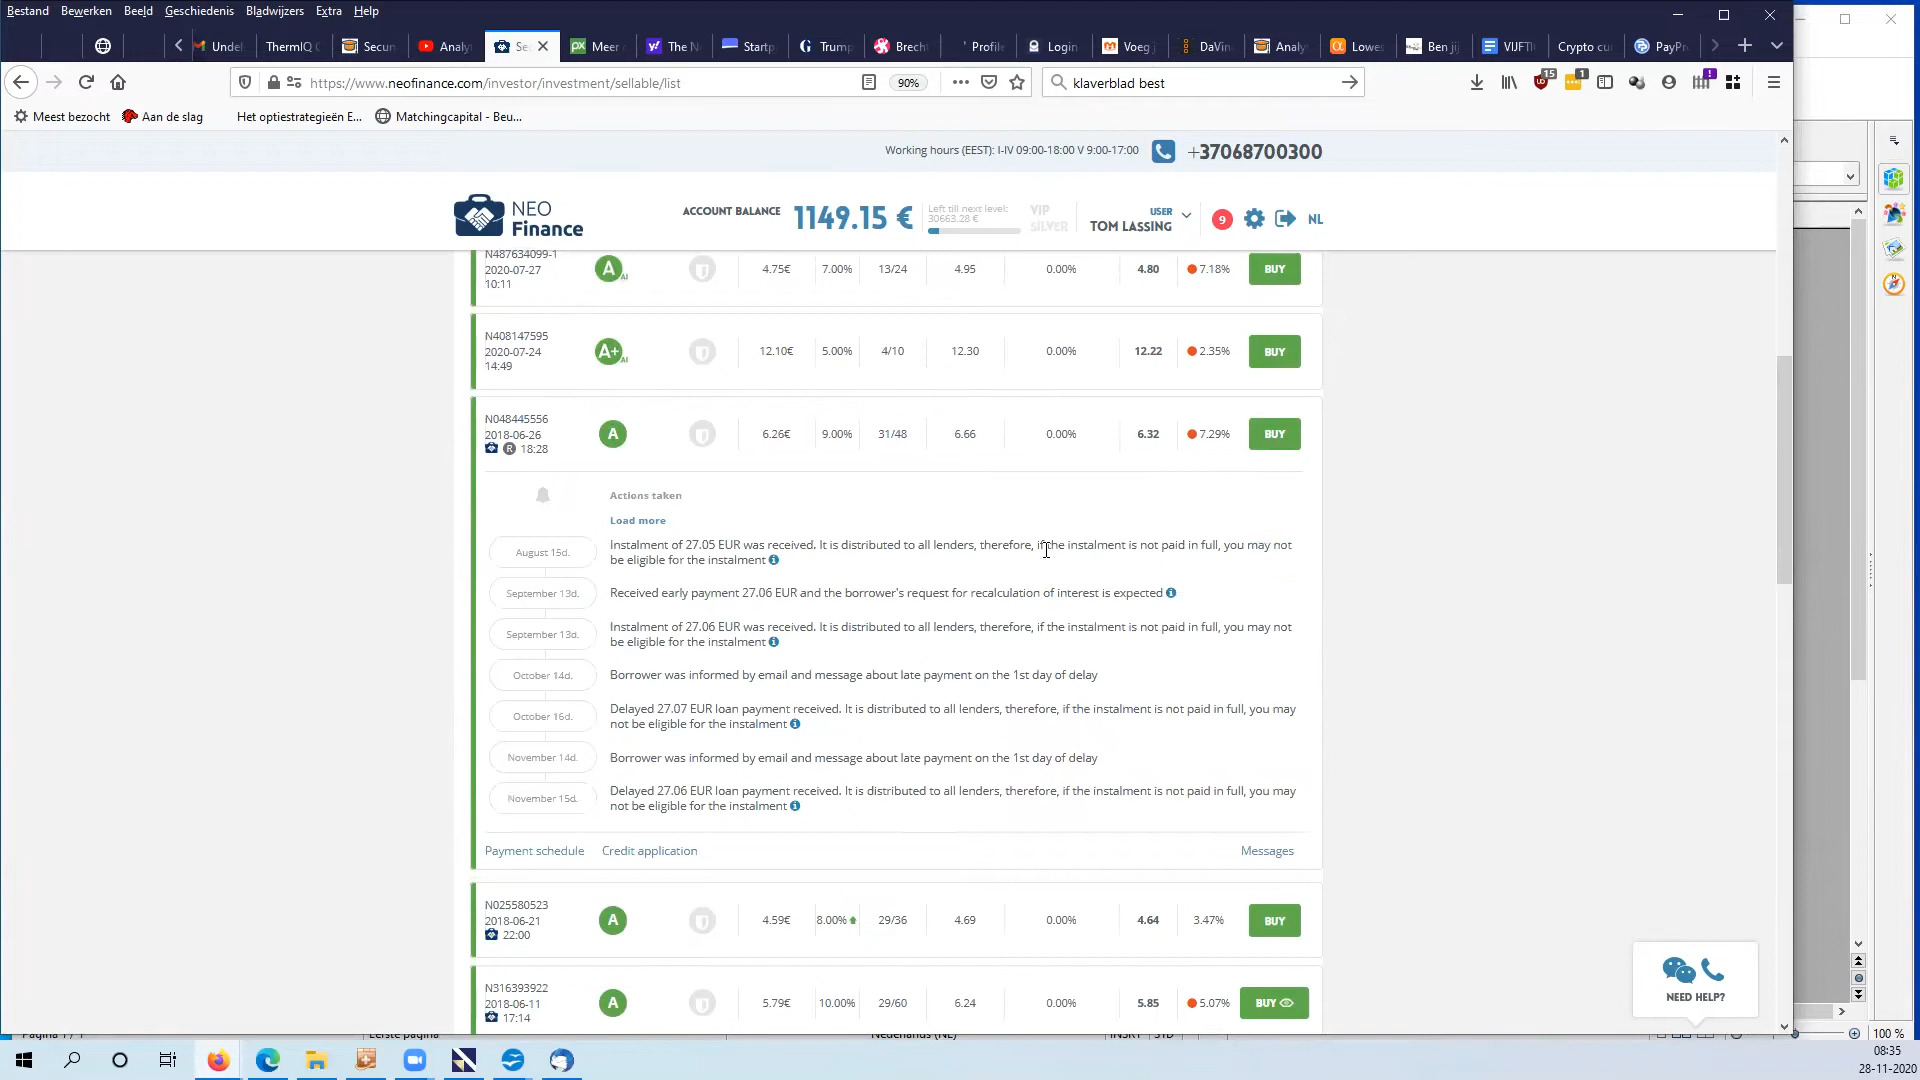 Bestand Bewerken Beeld Geschiedenis Bladwijzers Extra Help
Undel ThermIQ C Secun Analy Se Meer The N Startp Trump Brech Profile Login Voeg DaVin Analy Lowes Ben jij VIJFTI Crypto cu PayPr
https://www.neofinance.com/investor/investment/sellable/list 90% klaverblad best 15 1
Meest bezocht Aan de slag Het optiestrategieën E... Matchingcapital - Beu...
Working hours (EEST): I-IV 09:00-18:00 V 9:00-17:00 +37068700300
NEO
Finance
ACCOUNT BALANCE 1149.15 €
Left till next level:
30663.28 €
VIP
SILVER
USER
TOM LASSING
9 NL
N487634099-1
2020-07-27
10:11
A AI 4.75€ 7.00% 13/24 4.95 0.00% 4.80 7.18% BUY
N408147595
2020-07-24
14:49
A+ AI 12.10€ 5.00% 4/10 12.30 0.00% 12.22 2.35% BUY
N048445556
2018-06-26
R 18:28
A 6.26€ 9.00% 31/48 6.66 0.00% 6.32 7.29% BUY
Actions taken
Load more
August 15d. Instalment of 27.05 EUR was received. It is distributed to all lenders, therefore, if the instalment is not paid in full, you may not
be eligible for the instalment
September 13d. Received early payment 27.06 EUR and the borrower's request for recalculation of interest is expected
September 13d. Instalment of 27.06 EUR was received. It is distributed to all lenders, therefore, if the instalment is not paid in full, you may not
be eligible for the instalment
October 14d. Borrower was informed by email and message about late payment on the 1st day of delay
October 16d. Delayed 27.07 EUR loan payment received. It is distributed to all lenders, therefore, if the instalment is not paid in full, you may
not be eligible for the instalment
November 14d. Borrower was informed by email and message about late payment on the 1st day of delay
November 15d. Delayed 27.06 EUR loan payment received. It is distributed to all lenders, therefore, if the instalment is not paid in full, you may
not be eligible for the instalment
Payment schedule Credit application Messages
N025580523
2018-06-21
22:00
A 4.59€ 8.00% 29/36 4.69 0.00% 4.64 3.47% BUY
N316393922
2018-06-11
17:14
A 5.79€ 10.00% 29/60 6.24 0.00% 5.85 5.07% BUY
NEED HELP?
100 %
08:35
28-11-2020